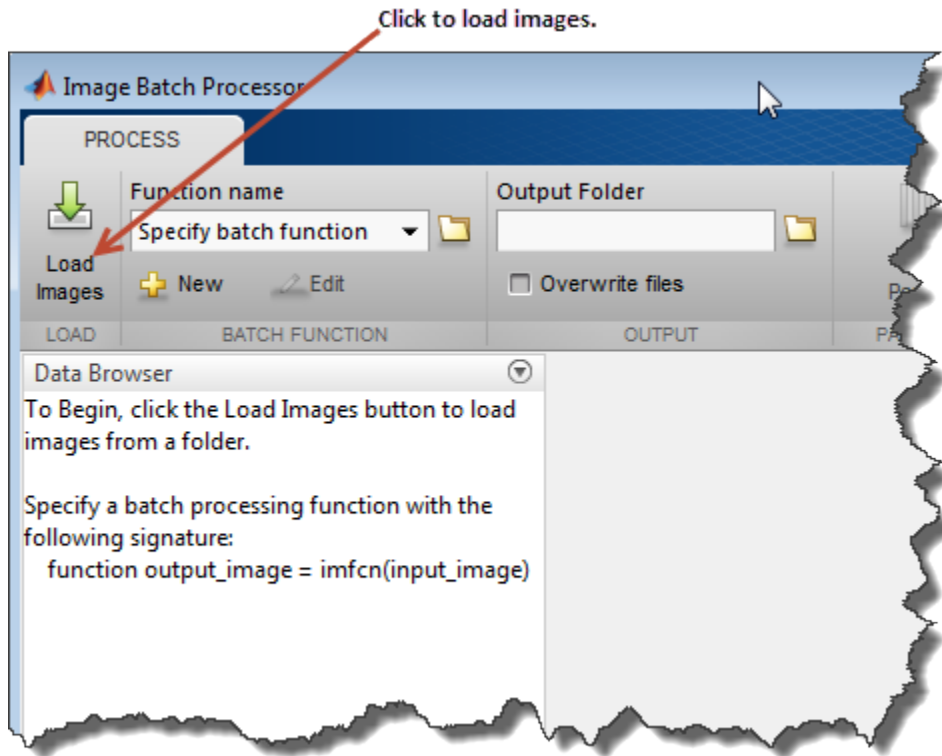 Click to load images.
Image Batch Processor
PROCESS
Function name
Output Folder
Specify batch function
Load
Images
New
Edit
Overwrite files
LOAD
BATCH FUNCTION
OUTPUT
Data Browser
To Begin, click the Load Images button to load
images from a folder.
Specify a batch processing function with the
following signature:
function output_image = imfcn(input_image)